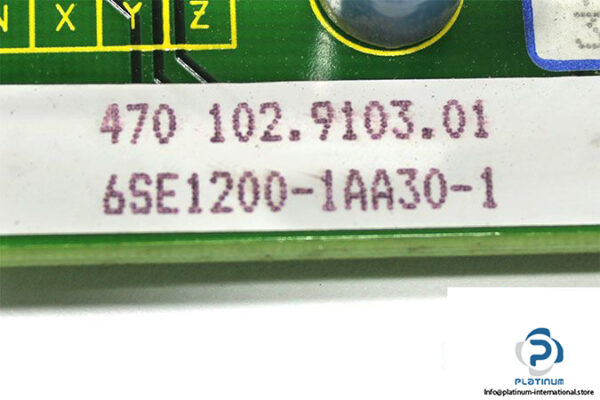 N X Y Z
470 102.9103.01
6SE1200-1AA30-1
PLATINUM
Info@platinum-international.store